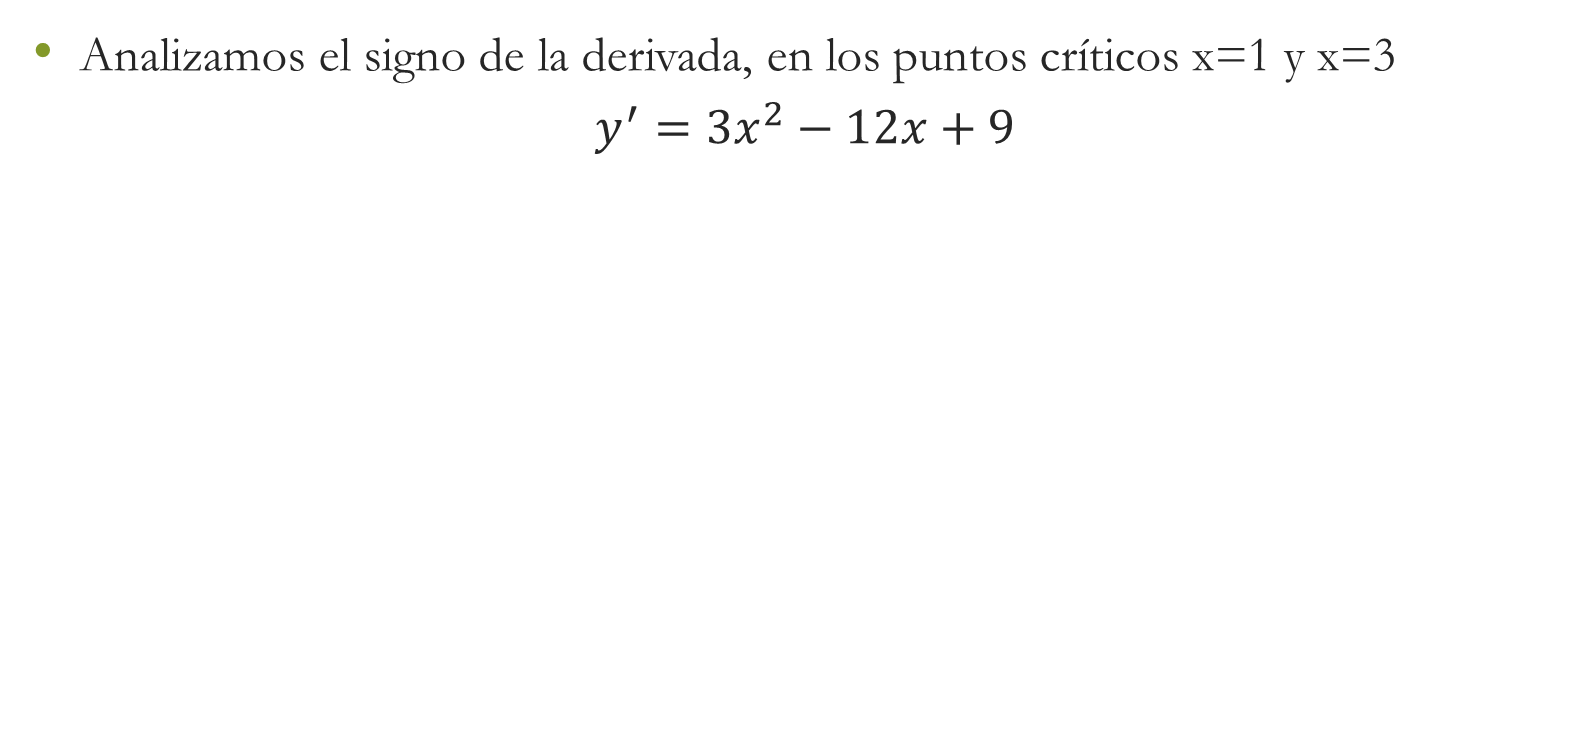 • Analizamos el signo de la derivada, en los puntos críticos x=1 y x=3
y′ = 3x² − 12x + 9